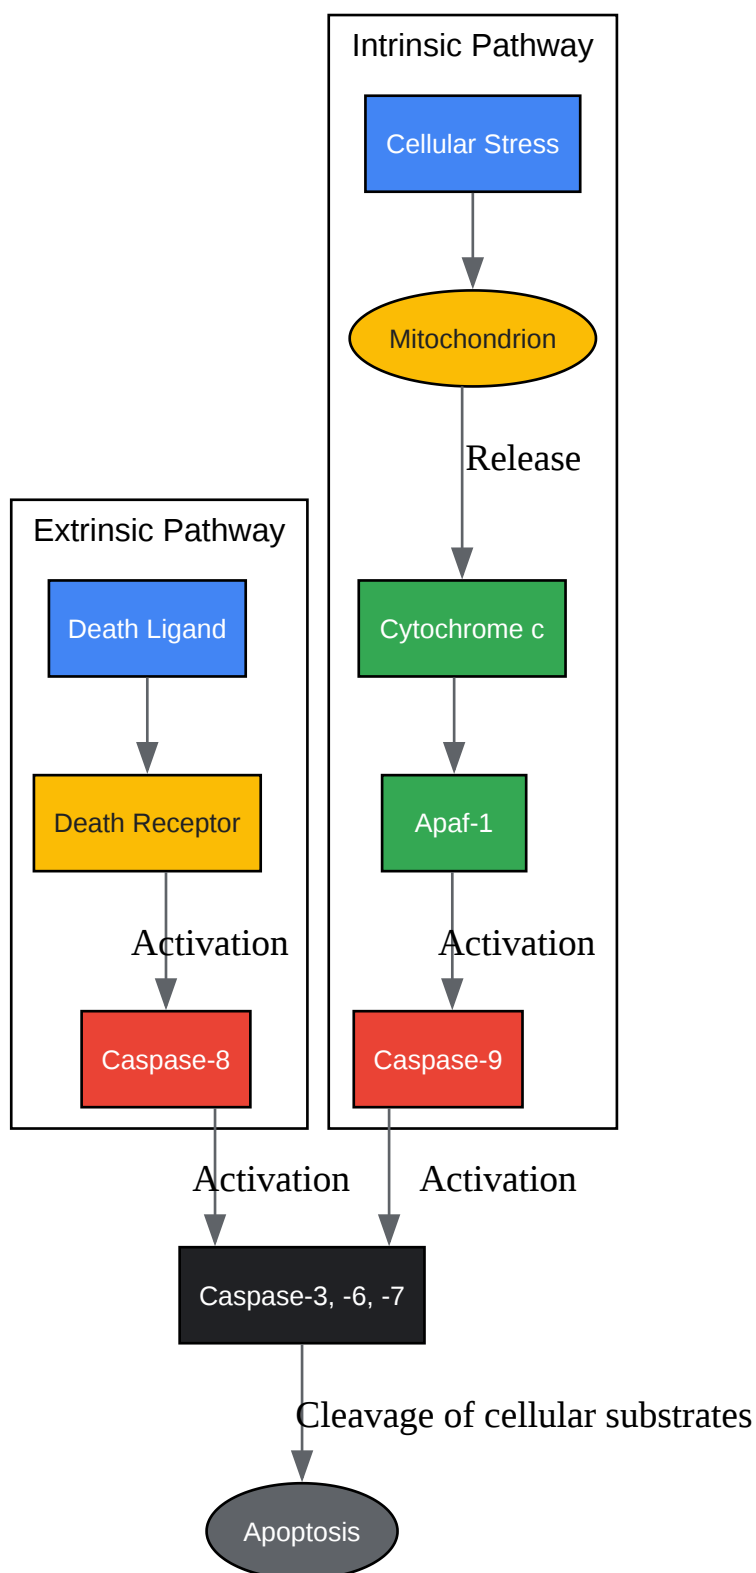 Intrinsic Pathway
Cellular Stress
Mitochondrion
Release
Extrinsic Pathway
Death Ligand
Cytochrome c
Death Receptor
Apaf-1
Activation
Activation
Caspase-8
Caspase-9
Activation
Activation
Caspase-3, -6, -7
Cleavage of cellular substrates
Apoptosis